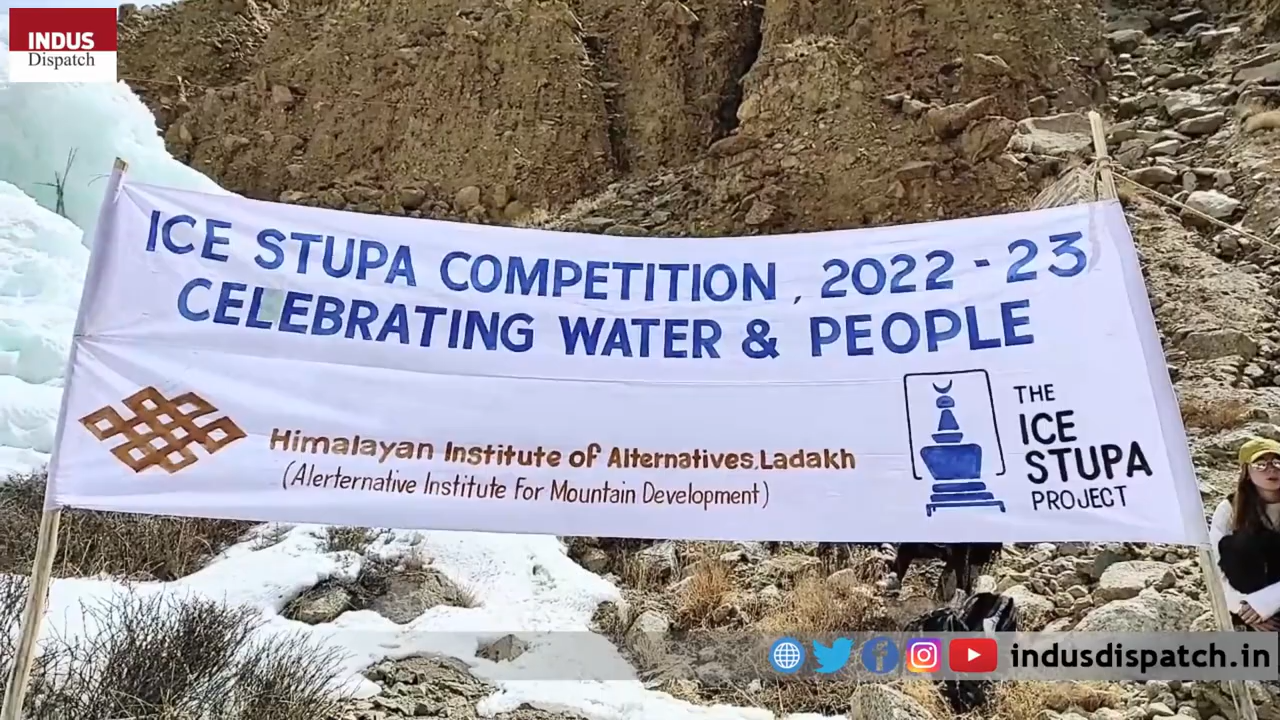 INDUS
Dispatch
ICE STUPA COMPETITION, 2022-23
CELEBRATING WATER & PEOPLE
Himalayan Institute of Alternatives, Ladakh
(Alerternative Institute For Mountain Development)
THE
ICE
STUPA
PROJECT
indusdispatch.in